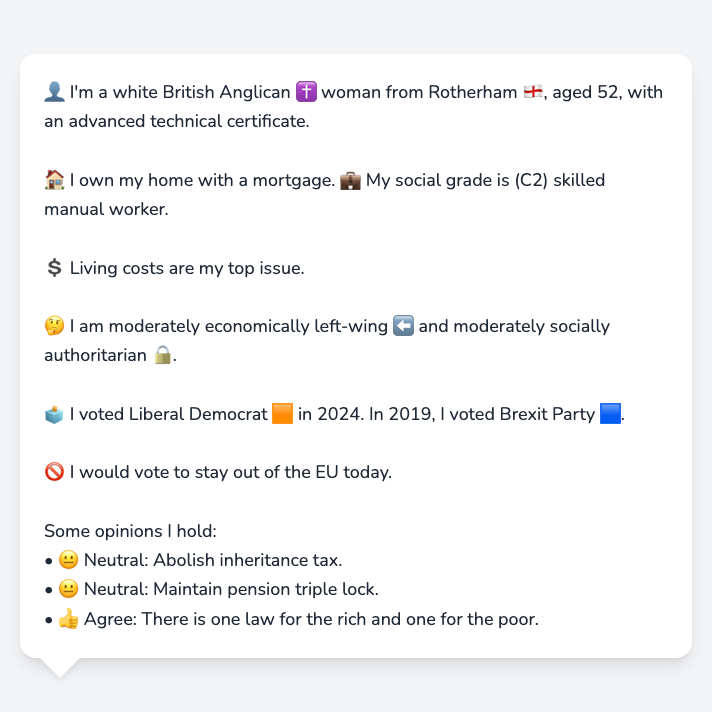 👤 I'm a white British Anglican ✝️ woman from Rotherham 🏴󠁧󠁢󠁥󠁮󠁧󠁿, aged 52, with
an advanced technical certificate.
🏠 I own my home with a mortgage. 💼 My social grade is (C2) skilled
manual worker.
💲 Living costs are my top issue.
🤔 I am moderately economically left-wing ⬅️ and moderately socially
authoritarian 🔒.
🗳️ I voted Liberal Democrat 🟧 in 2024. In 2019, I voted Brexit Party 🟦.
🚫 I would vote to stay out of the EU today.
Some opinions I hold:
• 😐 Neutral: Abolish inheritance tax.
• 😐 Neutral: Maintain pension triple lock.
• 👍 Agree: There is one law for the rich and one for the poor.